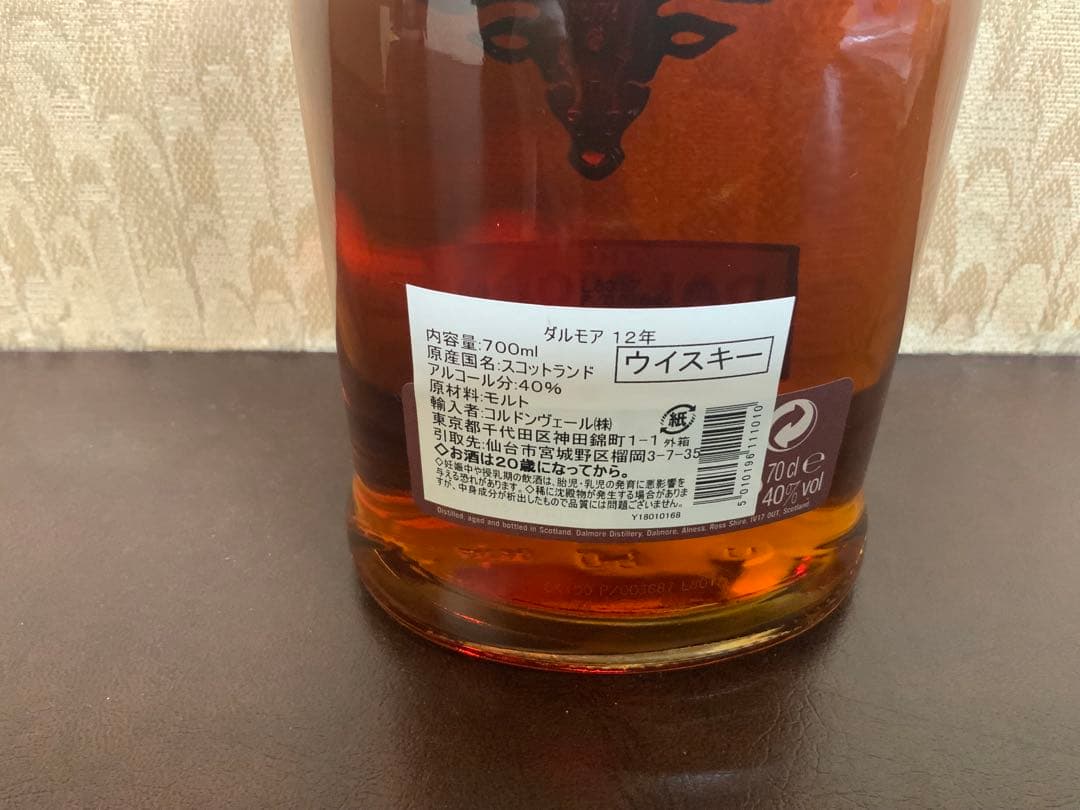 ダルモア 12年
内容量:700ml
ウイスキー
原産国名:スコットランド
アルコール分:40%
原材料:モルト
輸入者:コルドンヴェール㈱
東京都千代田区神田錦町1-1
引取先:仙台市宮城野区榴岡3-7-35
紙
外箱
◇お酒は20歳になってから。
◇妊娠中や授乳期の飲酒は、胎児・乳児の発育に悪影響を
与える恐れがあります。◇稀に沈殿物が発生する場合がありま
すが、中身成分が析出したもので品質には問題ございません。
Y18010168
5 010196 111010
70 cl e
40% vol
Distilled, aged and bottled in Scotland. Dalmore Distillery, Dalmore, Alness, Ross Shire, IV17 0UT, Scotland.